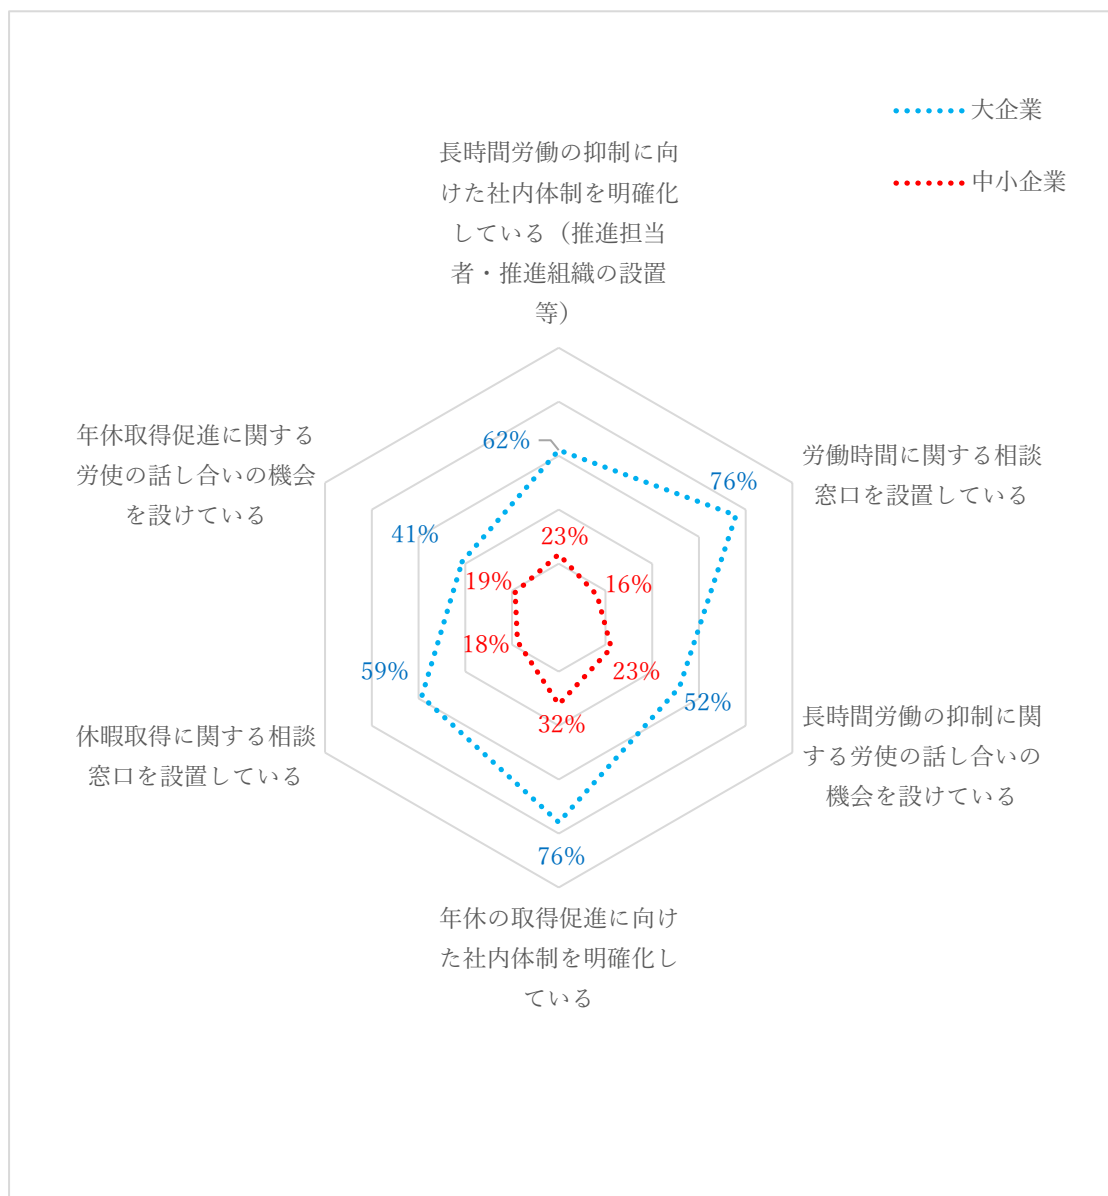 大企業
中小企業
長時間労働の抑制に向
けた社内体制を明確化
している（推進担当
者・推進組織の設置
等）
労働時間に関する相談
窓口を設置している
長時間労働の抑制に関
する労使の話し合いの
機会を設けている
年休の取得促進に向け
た社内体制を明確化し
ている
休暇取得に関する相談
窓口を設置している
年休取得促進に関する
労使の話し合いの機会
を設けている
62%
76%
52%
76%
59%
41%
23%
16%
23%
32%
18%
19%